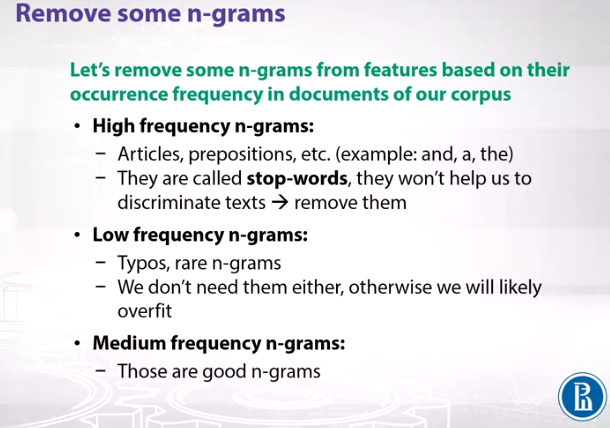 Remove some n-grams
Let's remove some n-grams from features based on their
occurrence frequency in documents of our corpus
• High frequency n-grams:
– Articles, prepositions, etc. (example: and, a, the)
– They are called stop-words, they won't help us to
discriminate texts → remove them
• Low frequency n-grams:
– Typos, rare n-grams
– We don't need them either, otherwise we will likely
overfit
• Medium frequency n-grams:
– Those are good n-grams